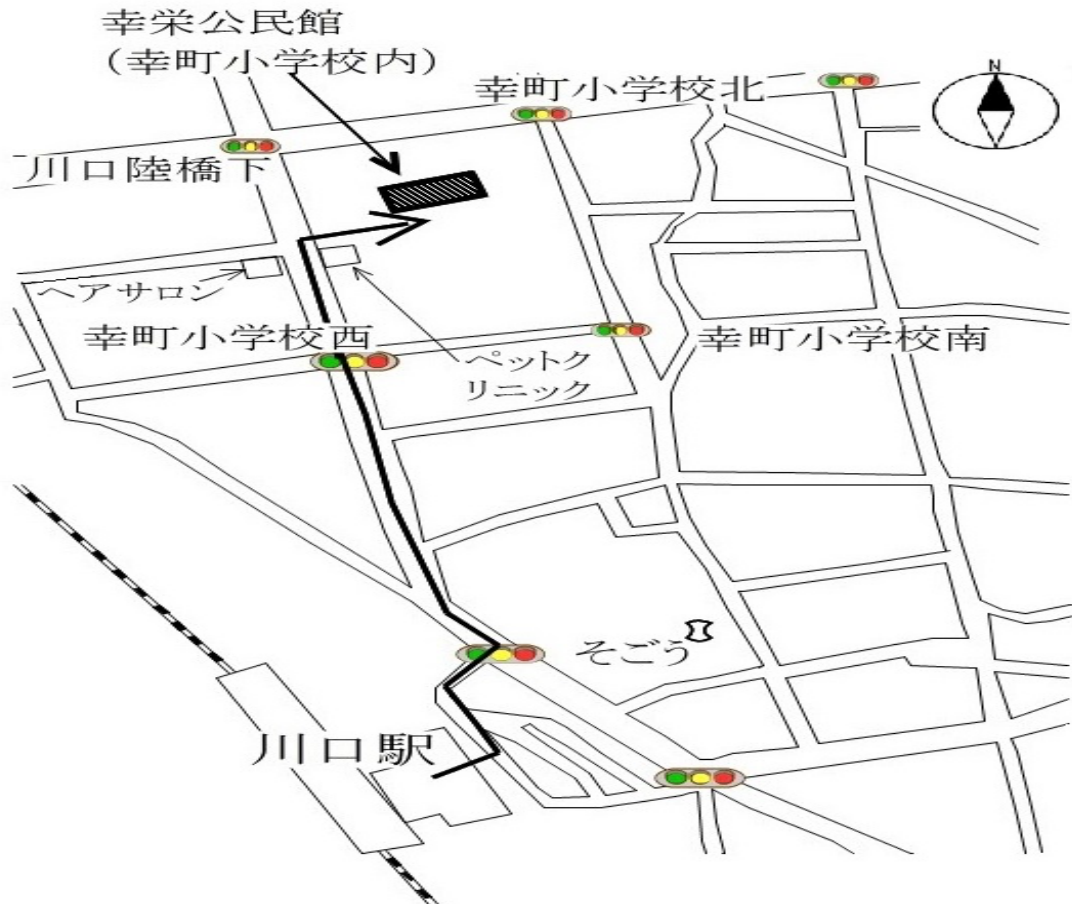 幸栄公民館
(幸町小学校内)
幸町小学校北
N
川口陸橋下
ヘアサロン
幸町小学校西
ペットク
リニック
幸町小学校南
そごう
川口駅